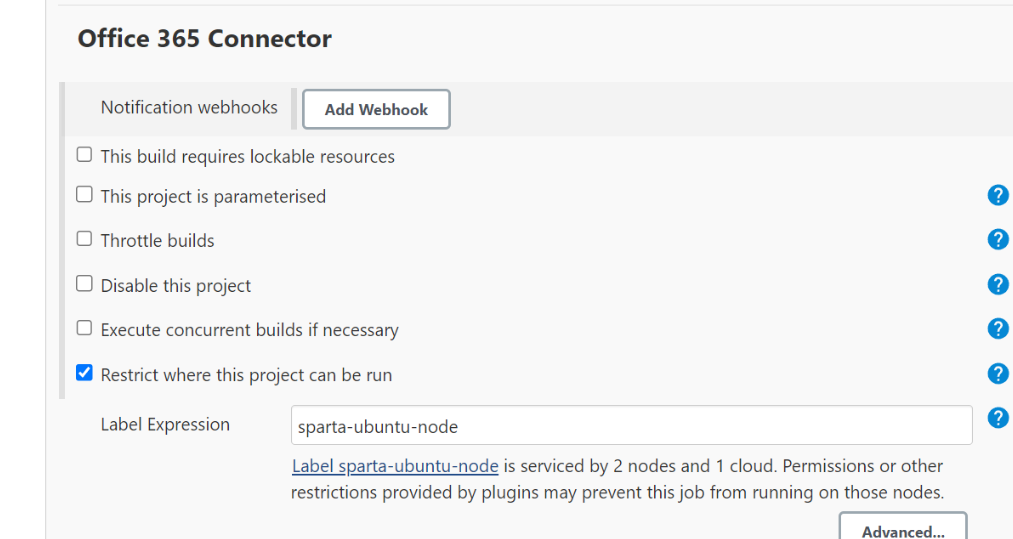 Office 365 Connector
Notification webhooks Add Webhook
This build requires lockable resources
This project is parameterised
Throttle builds
Disable this project
Execute concurrent builds if necessary
Restrict where this project can be run
Label Expression sparta-ubuntu-node
Label sparta-ubuntu-node is serviced by 2 nodes and 1 cloud. Permissions or other
restrictions provided by plugins may prevent this job from running on those nodes.
Advanced...